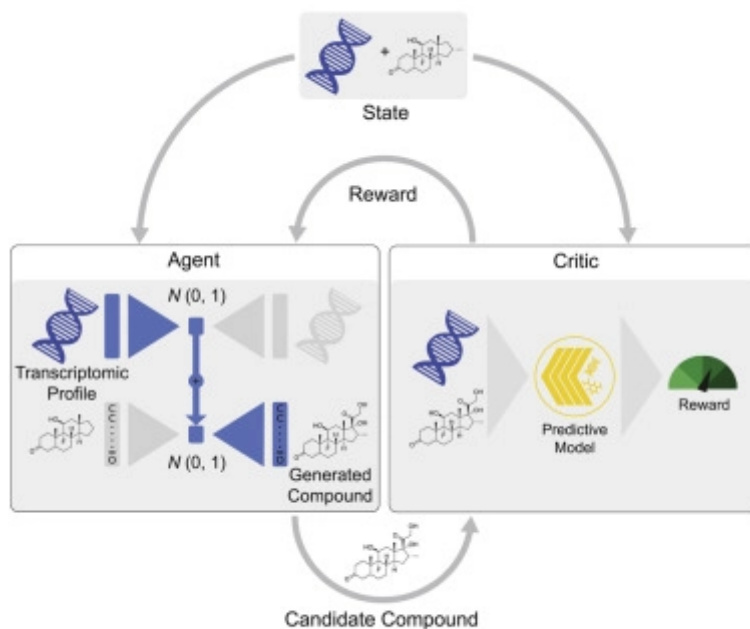 State
Reward
Agent
Critic
N (0, 1)
Transcriptomic
Profile
N (0, 1)
Generated
Compound
Predictive
Model
Reward
Candidate Compound